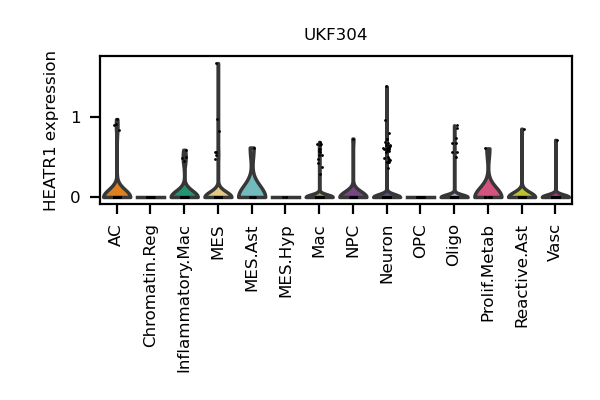 UKF304
HEATR1 expression
1
0
AC
Chromatin.Reg
Inflammatory.Mac
MES
MES.Ast
MES.Hyp
Mac
NPC
Neuron
OPC
Oligo
Prolif.Metab
Reactive.Ast
Vasc